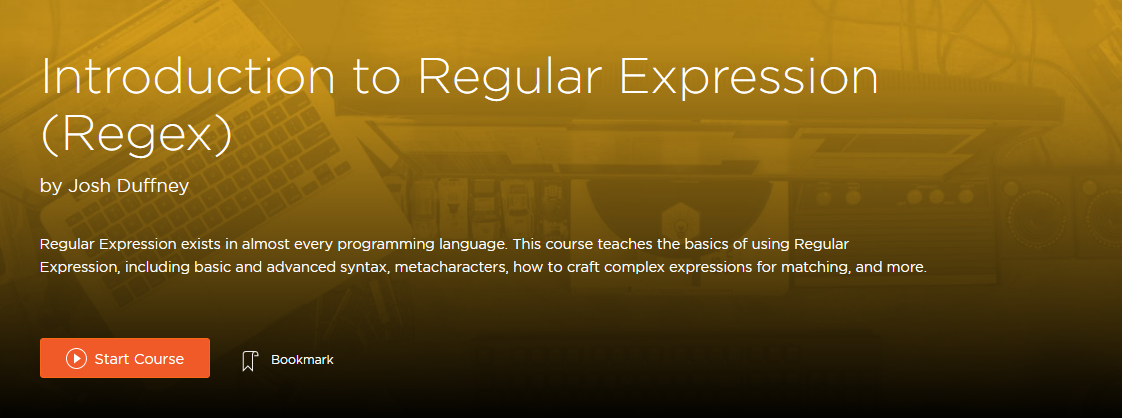 Introduction to Regular Expression
(Regex)
by Josh Duffney
Regular Expression exists in almost every programming language. This course teaches the basics of using Regular
Expression, including basic and advanced syntax, metacharacters, how to craft complex expressions for matching, and more.
Start Course
Bookmark